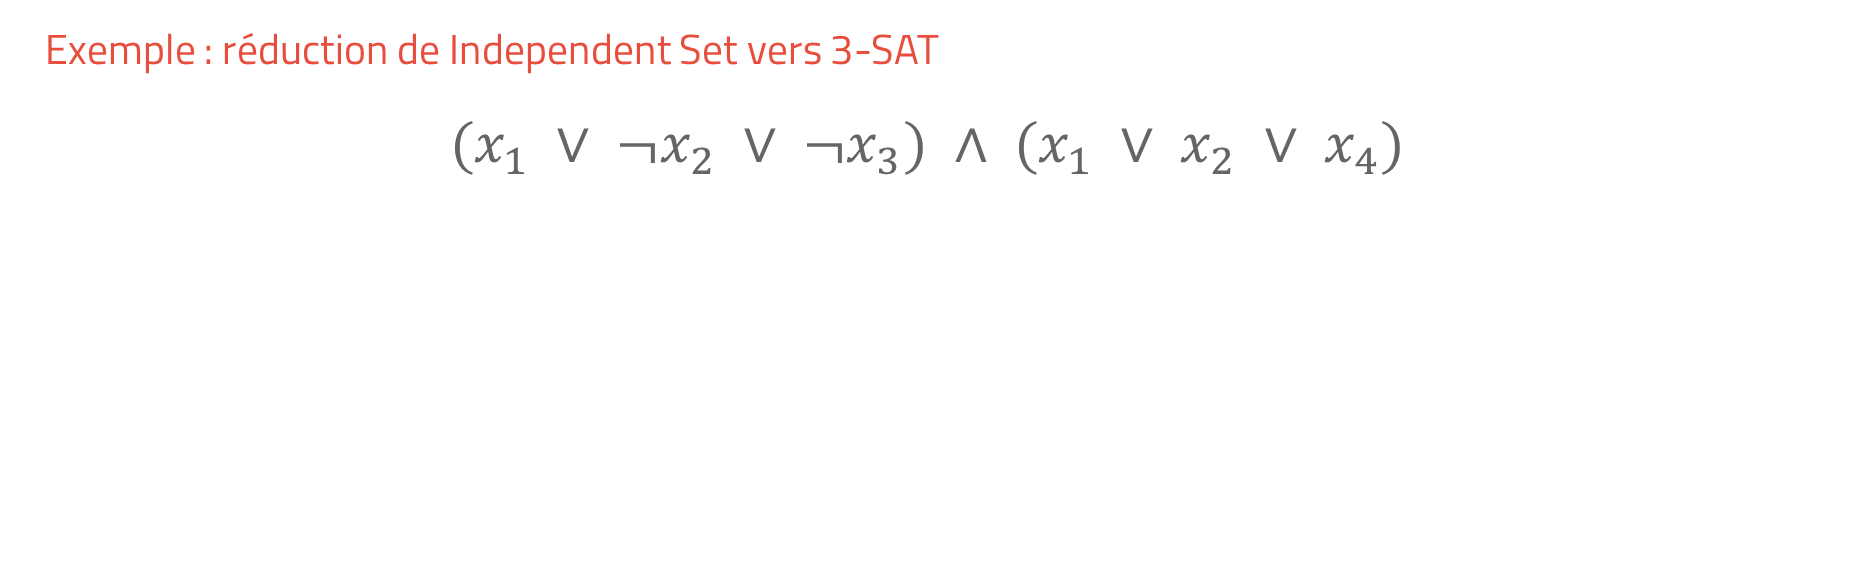 Exemple : réduction de Independent Set vers 3-SAT
(x₁ ∨ ¬x₂ ∨ ¬x₃) ∧ (x₁ ∨ x₂ ∨ x₄)